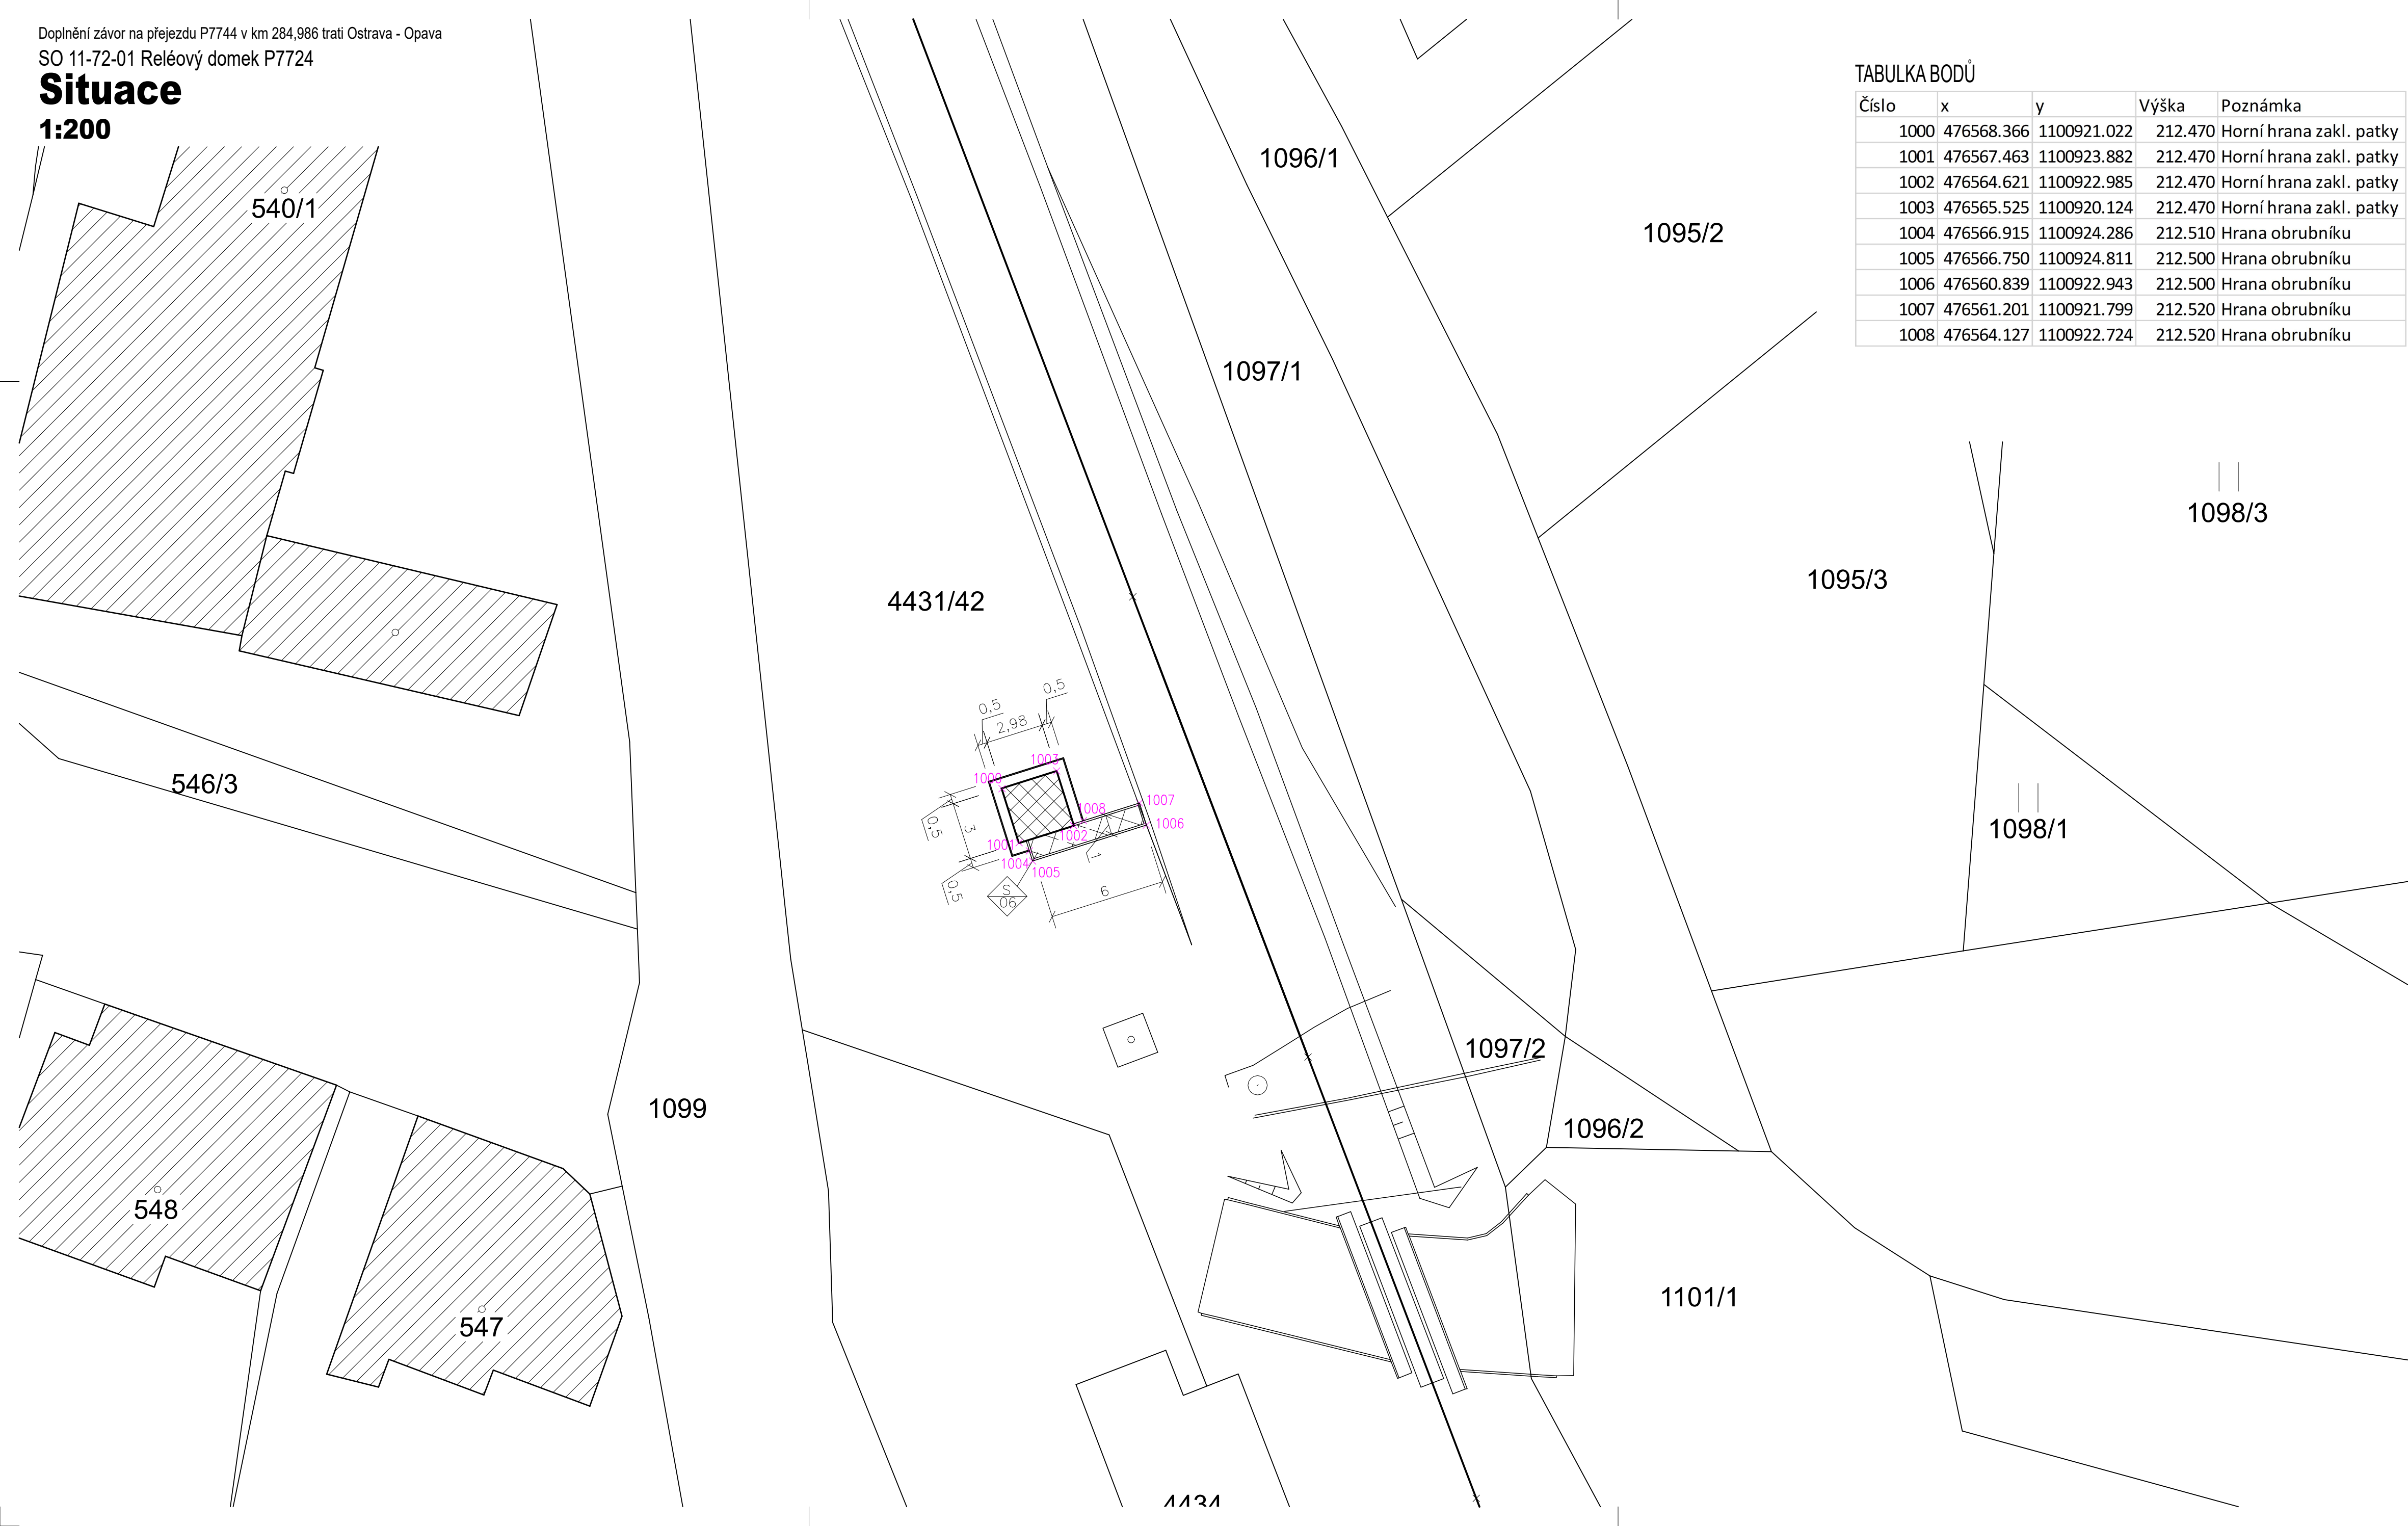 Doplnění závor na přejezdu P7744 v km 284,986 trati Ostrava - Opava
SO 11-72-01 Reléový domek P7724
Situace
1:200
TABULKA BODŮ
Číslo x y Výška Poznámka
1000 476568.366 1100921.022 212.470 Horní hrana zakl. patky
1001 476567.463 1100923.882 212.470 Horní hrana zakl. patky
1002 476564.621 1100922.985 212.470 Horní hrana zakl. patky
1003 476565.525 1100920.124 212.470 Horní hrana zakl. patky
1004 476566.915 1100924.286 212.510 Hrana obrubníku
1005 476566.750 1100924.811 212.500 Hrana obrubníku
1006 476560.839 1100922.943 212.500 Hrana obrubníku
1007 476561.201 1100921.799 212.520 Hrana obrubníku
1008 476564.127 1100922.724 212.520 Hrana obrubníku
540/1
1096/1
1095/2
1097/1
1098/3
1095/3
4431/42
0,5
0,5
2,98
1003
1000
546/3
1007
1008
1006
0,5
3
1002
1001
1004
1005
1
0,5
6
S
06
1098/1
1097/2
1099
1096/2
548
547
1101/1
4434